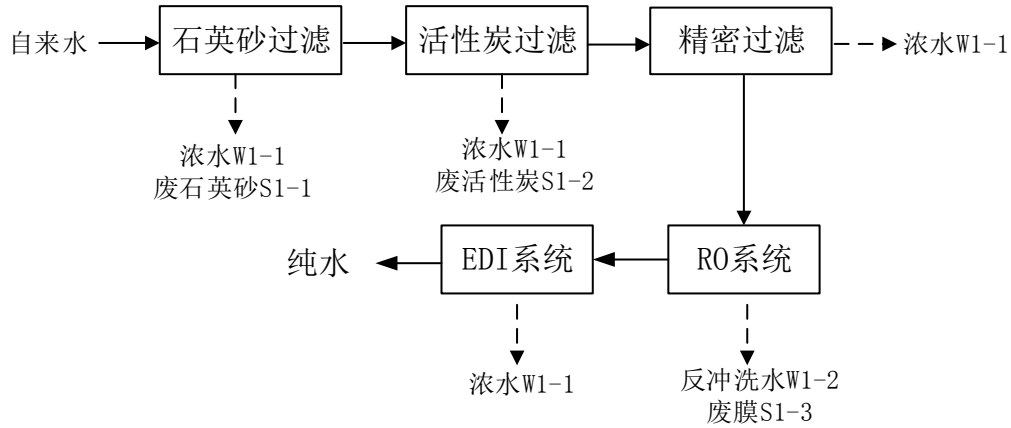 自来水
石英砂过滤
活性炭过滤
精密过滤
浓水W1-1
浓水W1-1
废石英砂S1-1
浓水W1-1
废活性炭S1-2
纯水
EDI系统
RO系统
浓水W1-1
反冲洗水W1-2
废膜S1-3